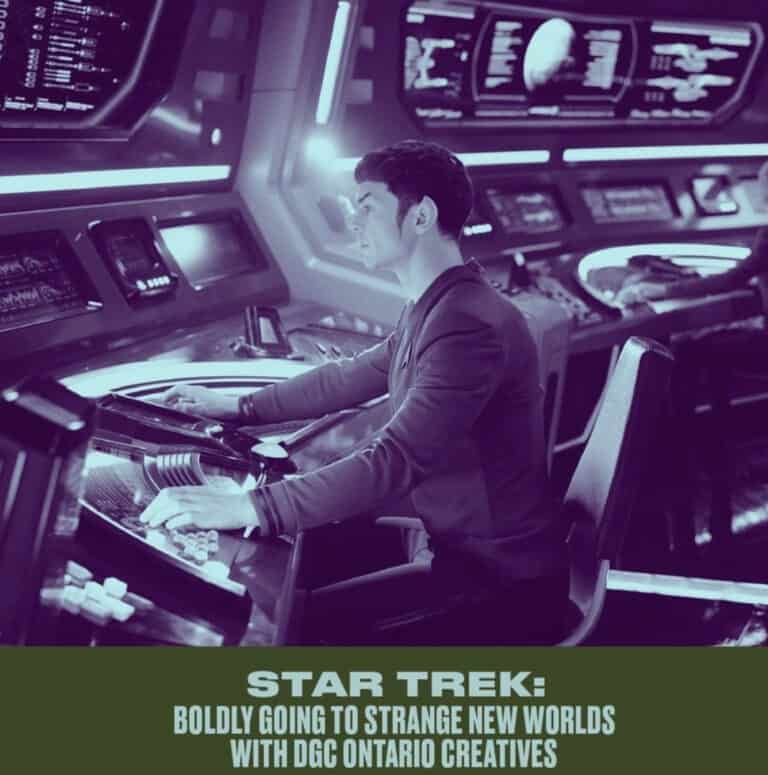 STAR TREK:
BOLDLY GOING TO STRANGE NEW WORLDS
WITH DGC ONTARIO CREATIVES